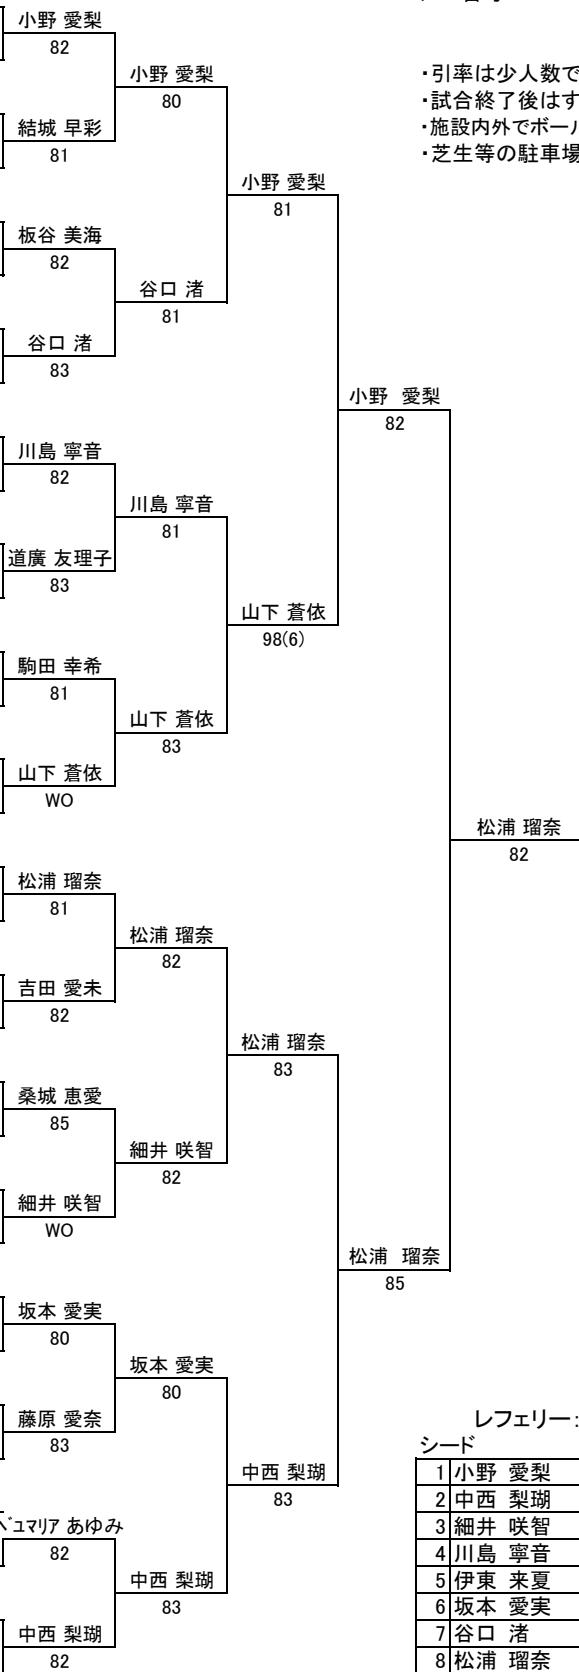 ・引率は少人数で
・試合終了後はす
・施設内外でボール
・芝生等の駐車場
小野 愛梨
82
小野 愛梨
80
結城 早彩
81
小野 愛梨
81
板谷 美海
82
谷口 渚
81
谷口 渚
83
小野 愛梨
82
川島 寧音
82
川島 寧音
81
道廣 友理子
83
山下 蒼依
98(6)
駒田 幸希
81
山下 蒼依
83
山下 蒼依
WO
松浦 瑠奈
82
松浦 瑠奈
81
松浦 瑠奈
82
吉田 愛未
82
松浦 瑠奈
83
桑城 恵愛
85
細井 咲智
82
細井 咲智
WO
松浦 瑠奈
85
坂本 愛実
80
坂本 愛実
80
藤原 愛奈
83
中西 梨瑚
83
ユマリア あゆみ
82
中西 梨瑚
83
中西 梨瑚
82
レフェリー：
シード
1 小野 愛梨
2 中西 梨瑚
3 細井 咲智
4 川島 寧音
5 伊東 来夏
6 坂本 愛実
7 谷口 渚
8 松浦 瑠奈